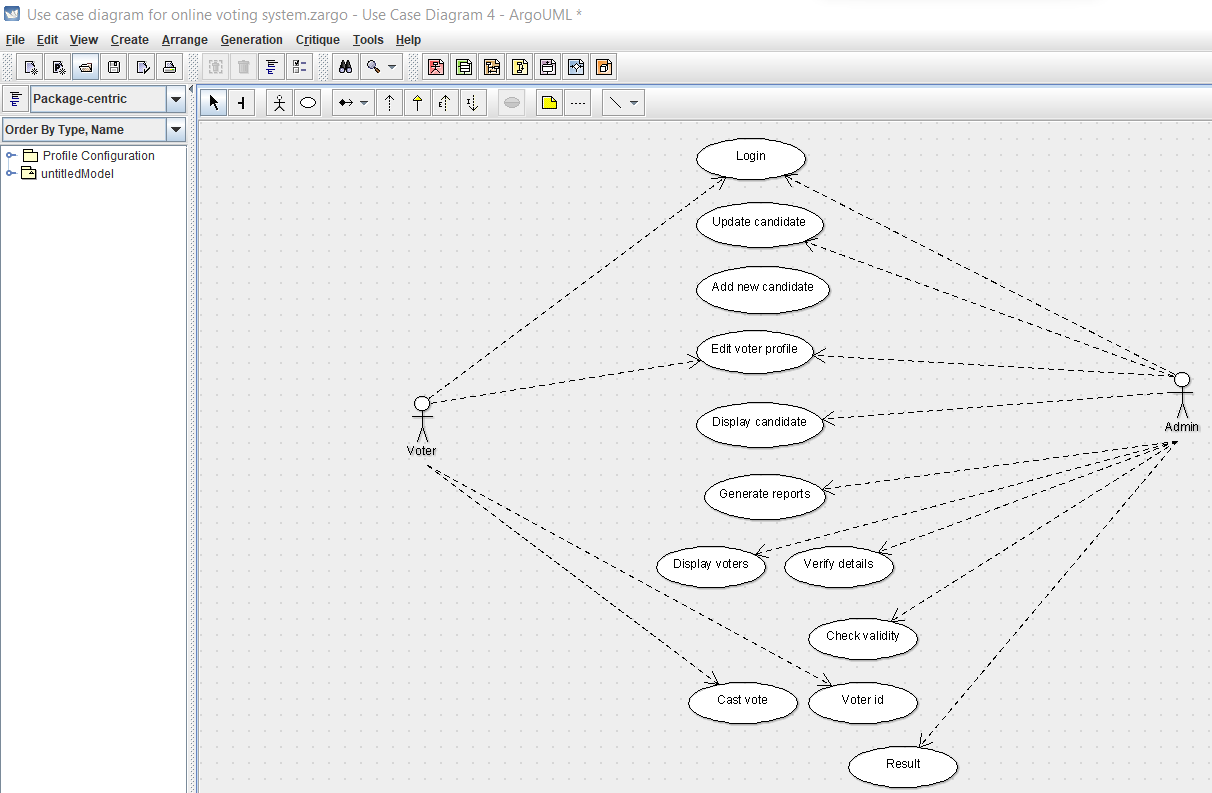 Use case diagram for online voting system.zargo - Use Case Diagram 4 - ArgoUML *
File Edit View Create Arrange Generation Critique Tools Help
Package-centric
Order By Type, Name
Profile Configuration
untitledModel
Login
Update candidate
Add new candidate
Edit voter profile
Display candidate
Admin
Voter
Generate reports
Display voters
Verify details
Check validity
Cast vote
Voter id
Result